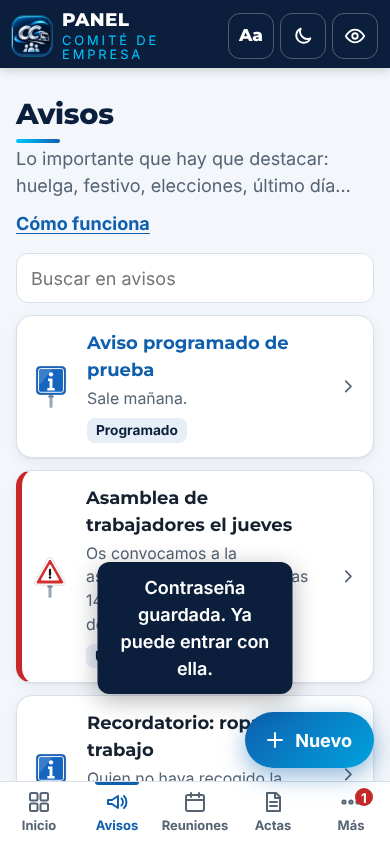 PANEL
COMITÉ DE
EMPRESA
Aa
Avisos
Lo importante que hay que destacar:
huelga, festivo, elecciones, último día...
Cómo funciona
Buscar en avisos
Aviso programado de
prueba
Sale mañana.
Programado
Asamblea de
trabajadores el jueves
Os convocamos a la
Contraseña
guardada. Ya
puede entrar con
ella.
Recordatorio:
trabajo
Quien no haya recogido la
Nuevo
Inicio
Avisos
Reuniones
Actas
Más
1